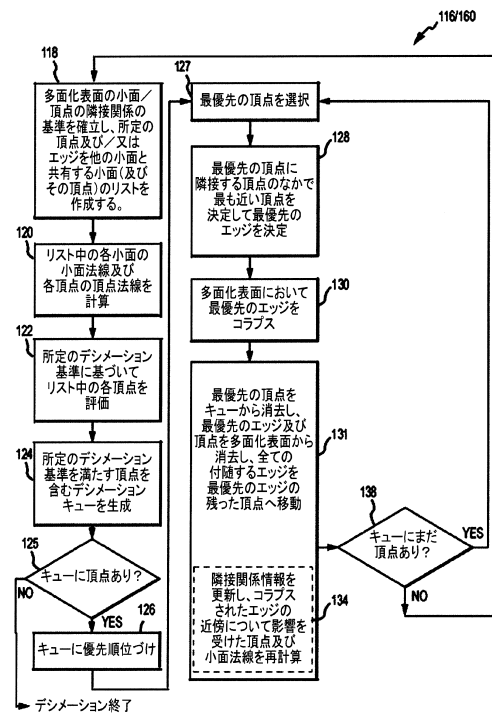 116/160
118
多面化表面の小面/
頂点の隣接関係の
基準を確立し、所定の
頂点及び/又は
エッジを他の小面と
共有する小面(及び
その頂点)のリストを
作成する。
120
リスト中の各小面の
小面法線及び
各頂点の頂点法線を
計算
122
所定のデシメーション
基準に基づいて
リスト中の各頂点を
評価
124
所定のデシメーション
基準を満たす頂点を
含むデシメーション
キューを生成
125
キューに頂点あり?
NO
YES
126
キューに優先順位づけ
デシメーション終了
127
最優先の頂点を選択
128
最優先の頂点に
隣接する頂点のなかで
最も近い頂点を
決定して最優先の
エッジを決定
130
多面化表面において
最優先のエッジを
コラプス
131
最優先の頂点を
キューから消去し、
最優先のエッジ及び
頂点を多面化表面から
消去し、全ての
付随するエッジを
最優先のエッジの
残った頂点へ移動
134
隣接関係情報を
更新し、コラプス
されたエッジの
近傍について影響を
受けた頂点及び
小面法線を再計算
138
キューにまだ
頂点あり?
YES
NO